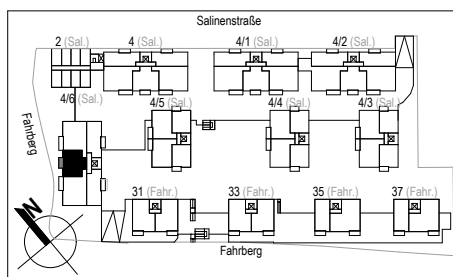 Salinenstraße
2 (Sal.) 4 (Sal.) 4/1 (Sal.) 4/2 (Sal.)
4/6 (Sal.) 4/5 (Sal.) 4/4 (Sal.) 4/3 (Sal.)
Fahrberg
31 (Fahr.) 33 (Fahr.) 35 (Fahr.) 37 (Fahr.)
N
Fahrberg